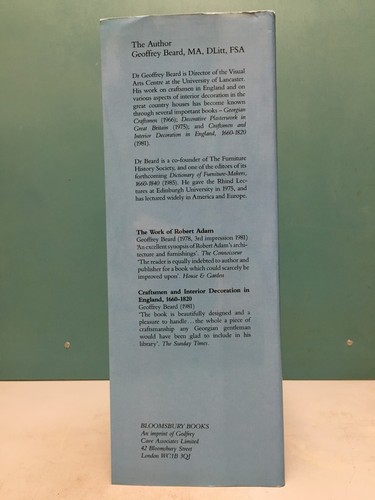 The Author
Geoffrey Beard, MA, DLitt, FSA
Dr Geoffrey Beard is Director of the Visual
Arts Centre at the University of Lancaster.
His work on craftsmen in England and on
various aspects of interior decoration in the
great country houses has become known
through several important books – Georgian
Craftsmen (1966); Decorative Plasterwork in
Great Britain (1975); and Craftsmen and
Interior Decoration in England, 1660-1820
(1981).
Dr Beard is a co-founder of The Furniture
History Society, and one of the editors of its
forthcoming Dictionary of Furniture-Makers,
1660-1840 (1985). He gave the Rhind Lec-
tures at Edinburgh University in 1975, and
has lectured widely in America and Europe.
The Work of Robert Adam
Geoffrey Beard (1978, 3rd impression 1981)
'An excellent synopsis of Robert Adam's archi-
tecture and furnishings'. The Connoisseur
'The reader is equally indebted to author and
publisher for a book which could scarcely be
improved upon'. House & Garden
Craftsmen and Interior Decoration in
England, 1660-1820
Geoffrey Beard (1981)
'The book is beautifully designed and a
pleasure to handle ... the whole a piece of
craftsmanship any Georgian gentleman
would have been glad to include in his
library'. The Sunday Times.
BLOOMSBURY BOOKS
An imprint of Godfrey
Cave Associates Limited
42 Bloomsbury Street
London WC1B 3QJ